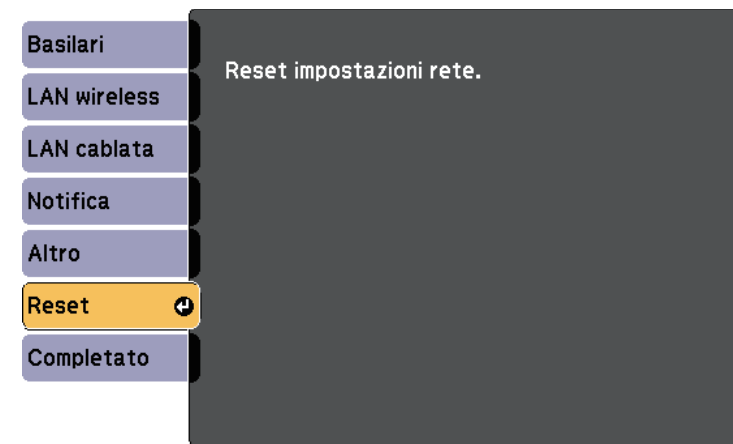 Basilari
Reset impostazioni rete.
LAN wireless
LAN cablata
Notifica
Altro
Reset
Completato